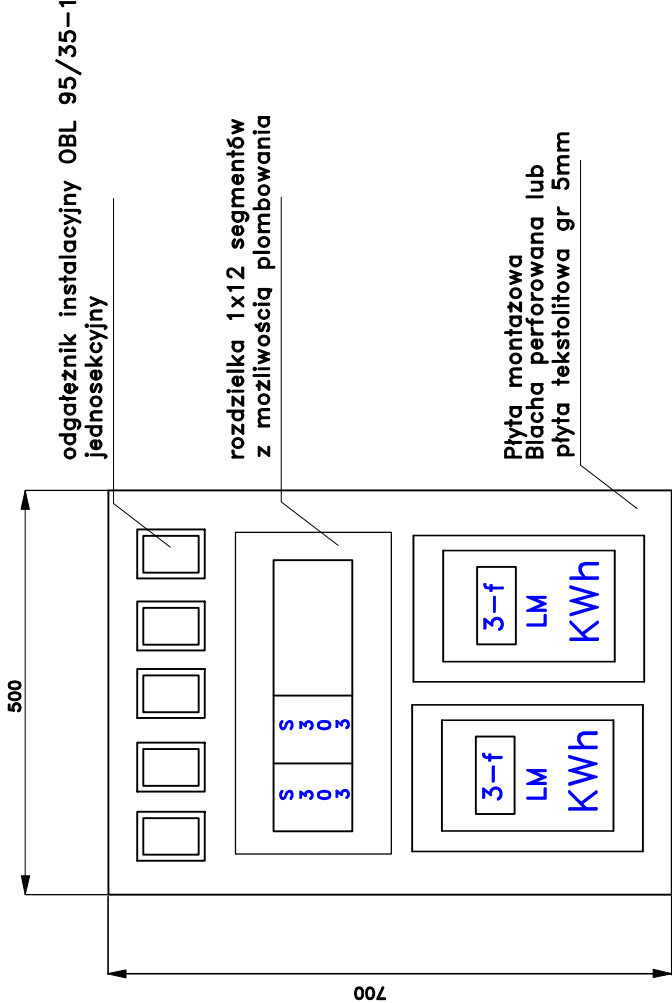 odgałęźnik instalacyjny OBL 95/35-1
jednosekcyjny
rozdzielka 1x12 segmentów
z możliwością plombowania
Płyta montażowa
Blacha perforowana lub
płyta tekstolitowa gr 5mm
500
700
S303
S303
3-f
LM
KWh
3-f
LM
KWh